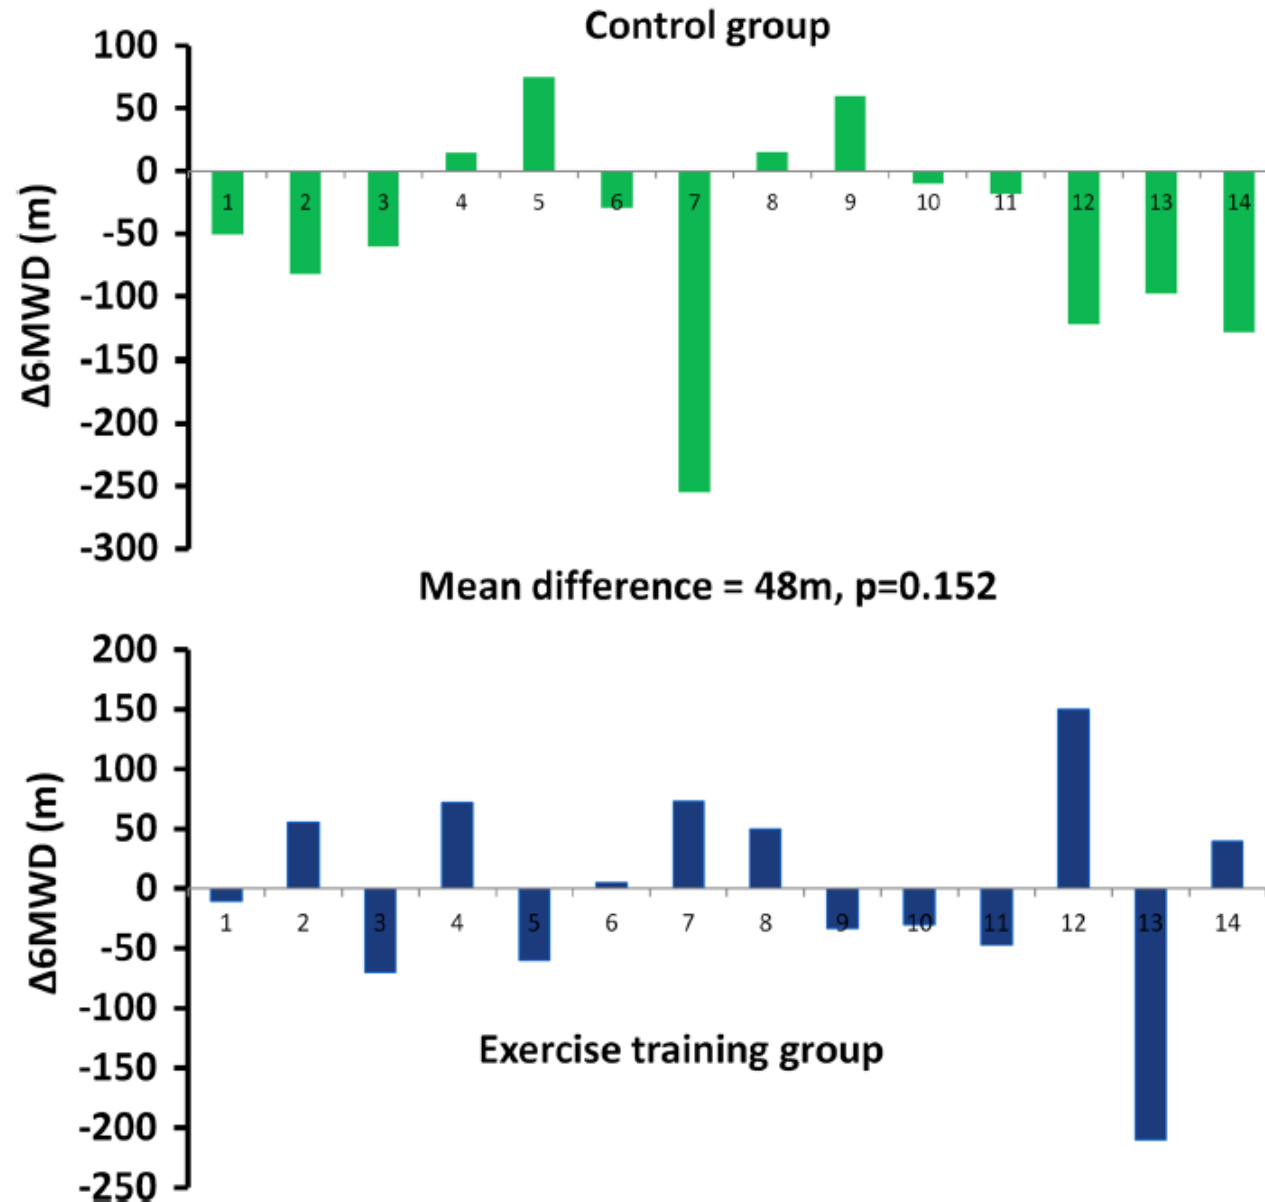 Control group
Δ6MWD (m)
100
50
0
-50
-100
-150
-200
-250
-300
1 2 3 4 5 6 7 8 9 10 11 12 13 14
Mean difference = 48m, p=0.152
Δ6MWD (m)
200
150
100
50
0
-50
-100
-150
-200
-250
1 2 3 4 5 6 7 8 9 10 11 12 13 14
Exercise training group